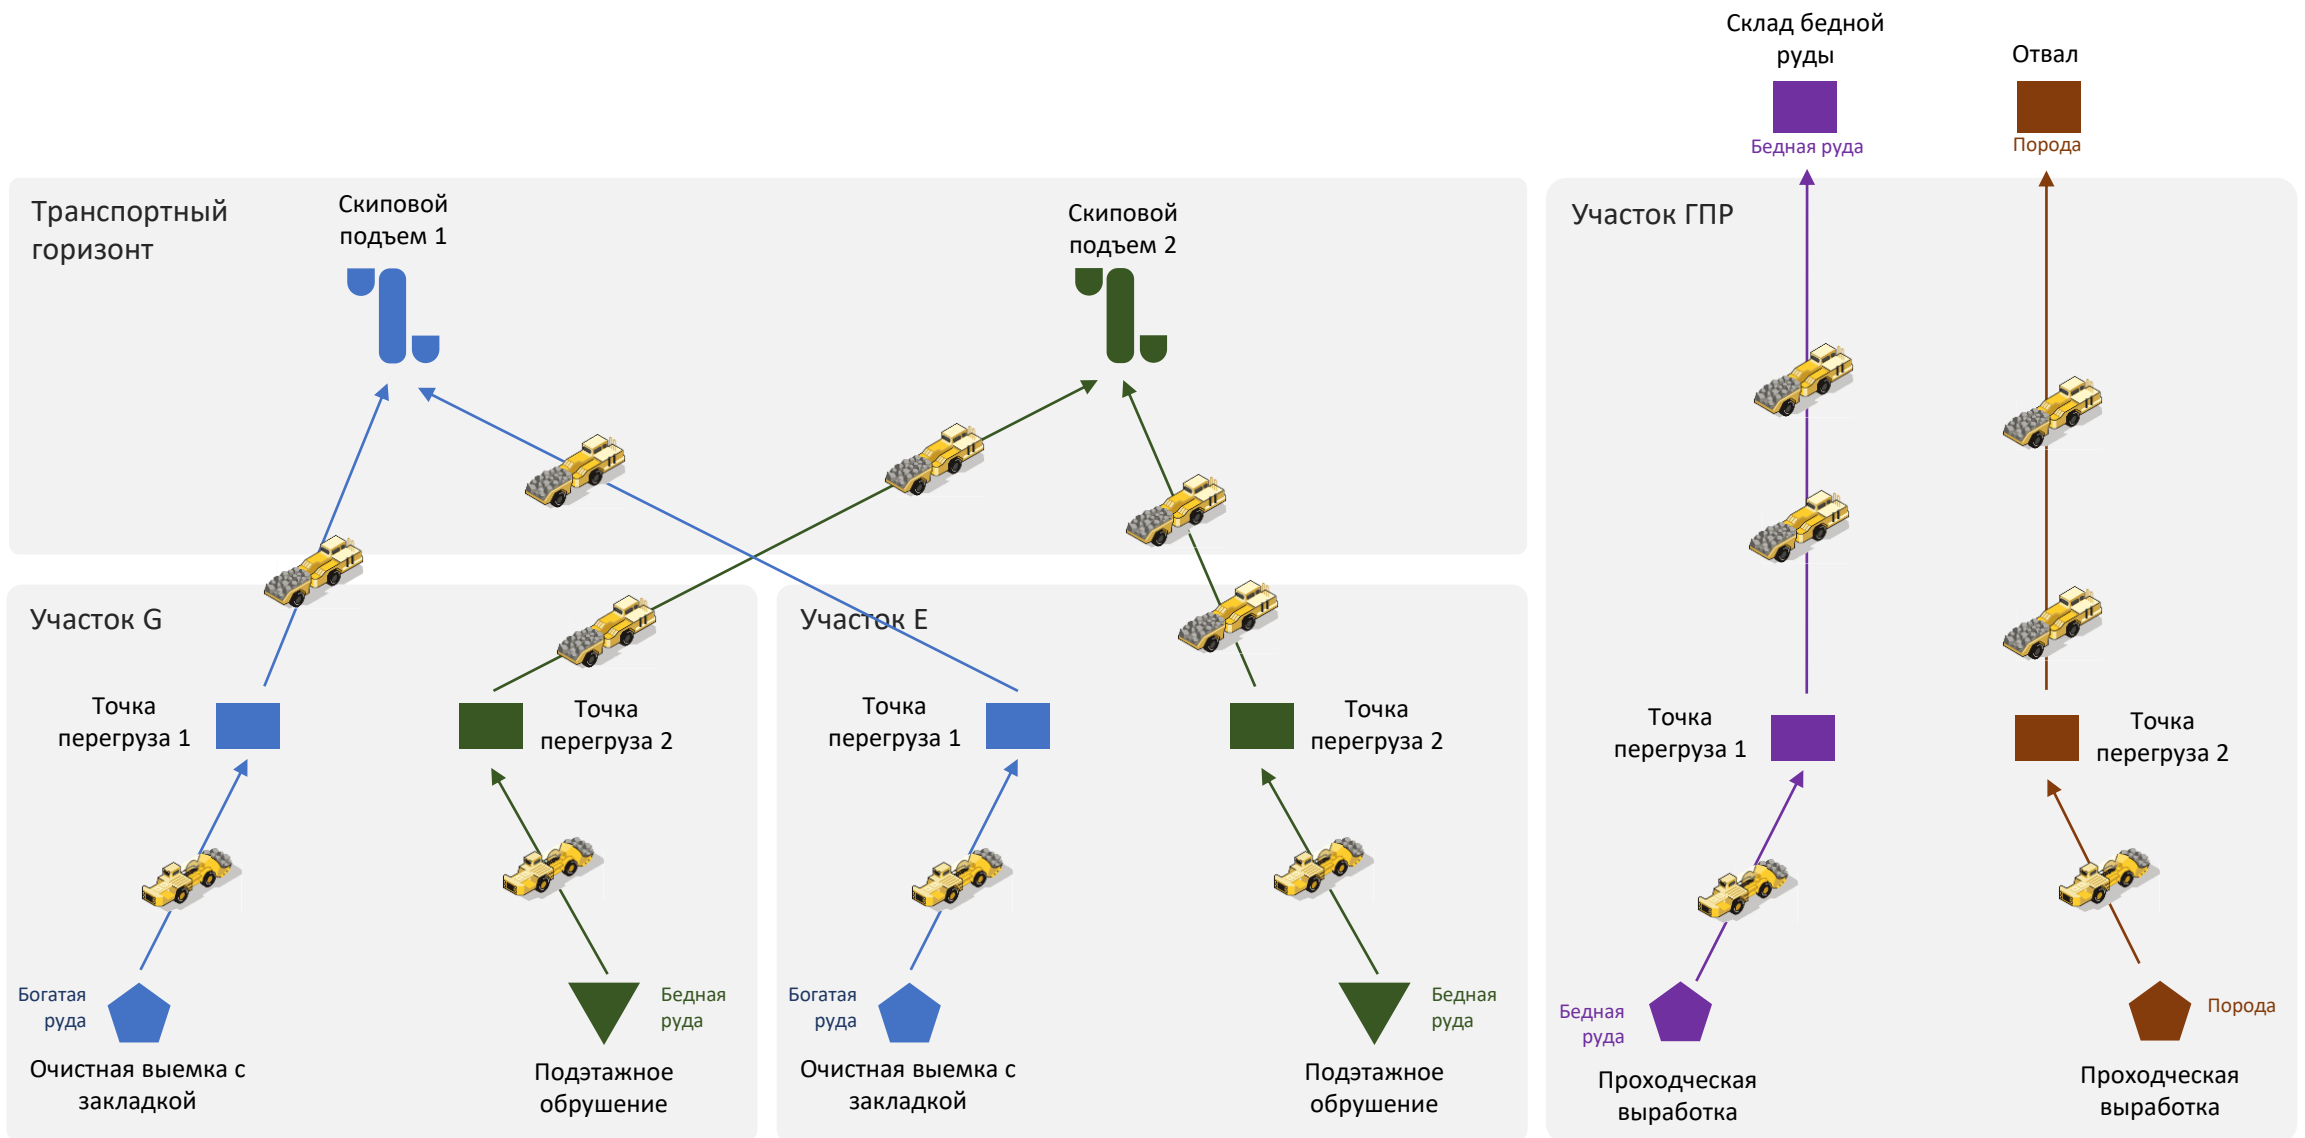 Склад бедной
руды
Отвал
Бедная руда
Порода
Транспортный
горизонт
Скиповой
подъем 1
Скиповой
подъем 2
Участок ГПР
Участок G
Участок E
Точка
перегруза 1
Точка
перегруза 2
Точка
перегруза 1
Точка
перегруза 2
Точка
перегруза 1
Точка
перегруза 2
Богатая
руда
Бедная
руда
Богатая
руда
Бедная
руда
Бедная
руда
Порода
Очистная выемка с
закладкой
Подэтажное
обрушение
Очистная выемка с
закладкой
Подэтажное
обрушение
Проходческая
выработка
Проходческая
выработка